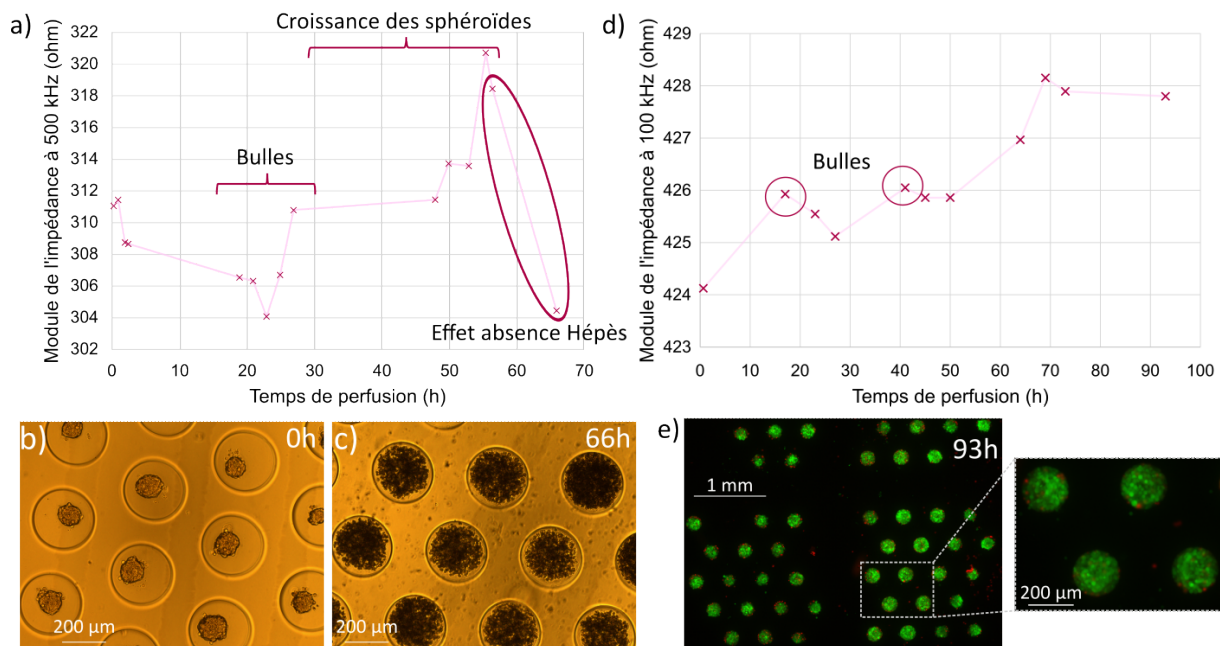 a)
Module de l'impédance à 500 kHz (ohm)
322
320
318
316
314
312
310
308
306
304
302
0 10 20 30 40 50 60 70
Temps de perfusion (h)
Croissance des sphéroïdes
Bulles
Effet absence Hépès
d)
Module de l'impédance à 100 kHz (ohm)
429
428
427
426
425
424
423
0 10 20 30 40 50 60 70 80 90 100
Temps de perfusion (h)
Bulles
b)
0h
200 µm
c)
66h
200 µm
e)
93h
1 mm
200 µm